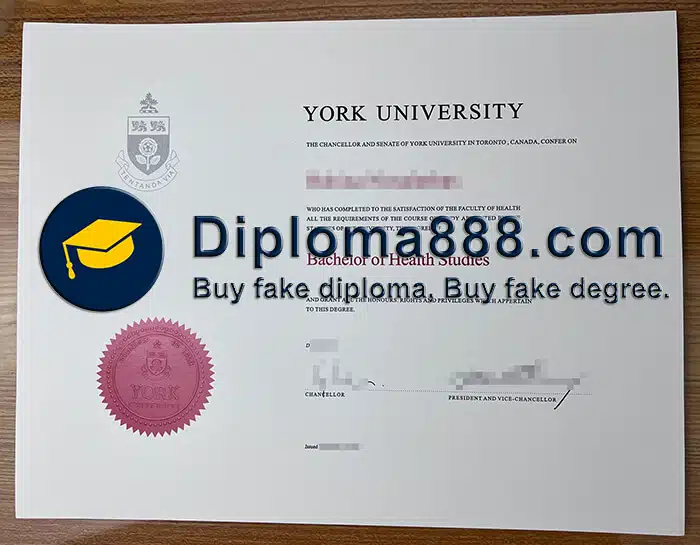 YORK UNIVERSITY
THE CHANCELLOR AND SENATE OF YORK UNIVERSITY IN TORONTO, CANADA, CONFER ON
TENTANDA VIA
WHO HAS COMPLETED TO THE SATISFACTION OF THE FACULTY OF HEALTH
ALL THE REQUIREMENTS OF THE COURSE OF
Diploma888.com
Bachelor of Health Studies
Buy fake diploma. Buy fake degree.
AND GRANT ALL THE HONOURS, RIGHTS AND PRIVILEGES WHICH APPERTAIN
TO THIS DEGREE.
YORK
CHANCELLOR
PRESIDENT AND VICE-CHANCELLOR
Issued